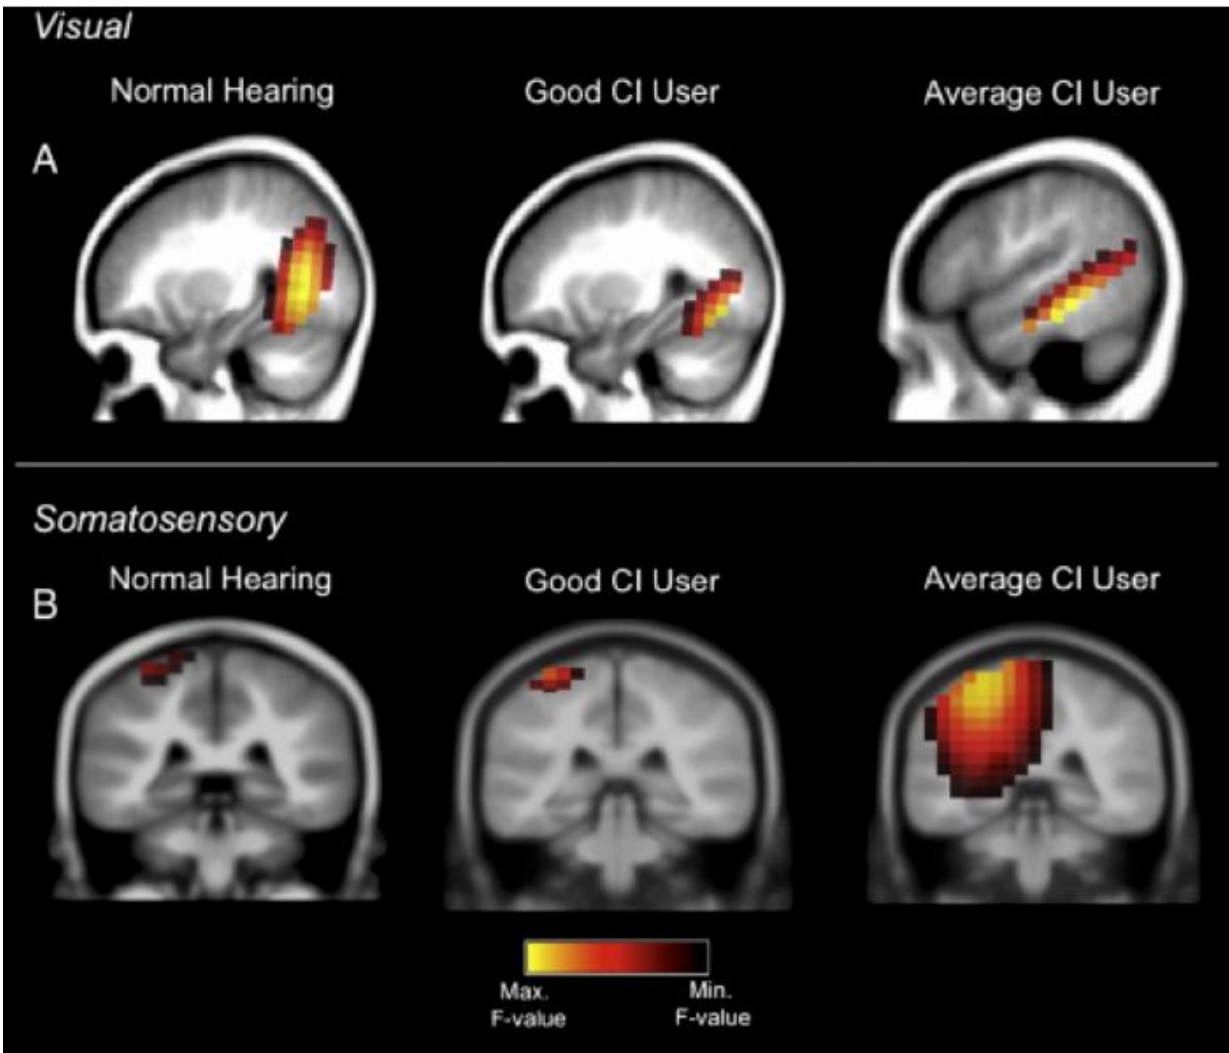 Visual
Normal Hearing Good CI User Average CI User
A
Somatosensory
Normal Hearing Good CI User Average CI User
B
Max. Min.
F-value F-value